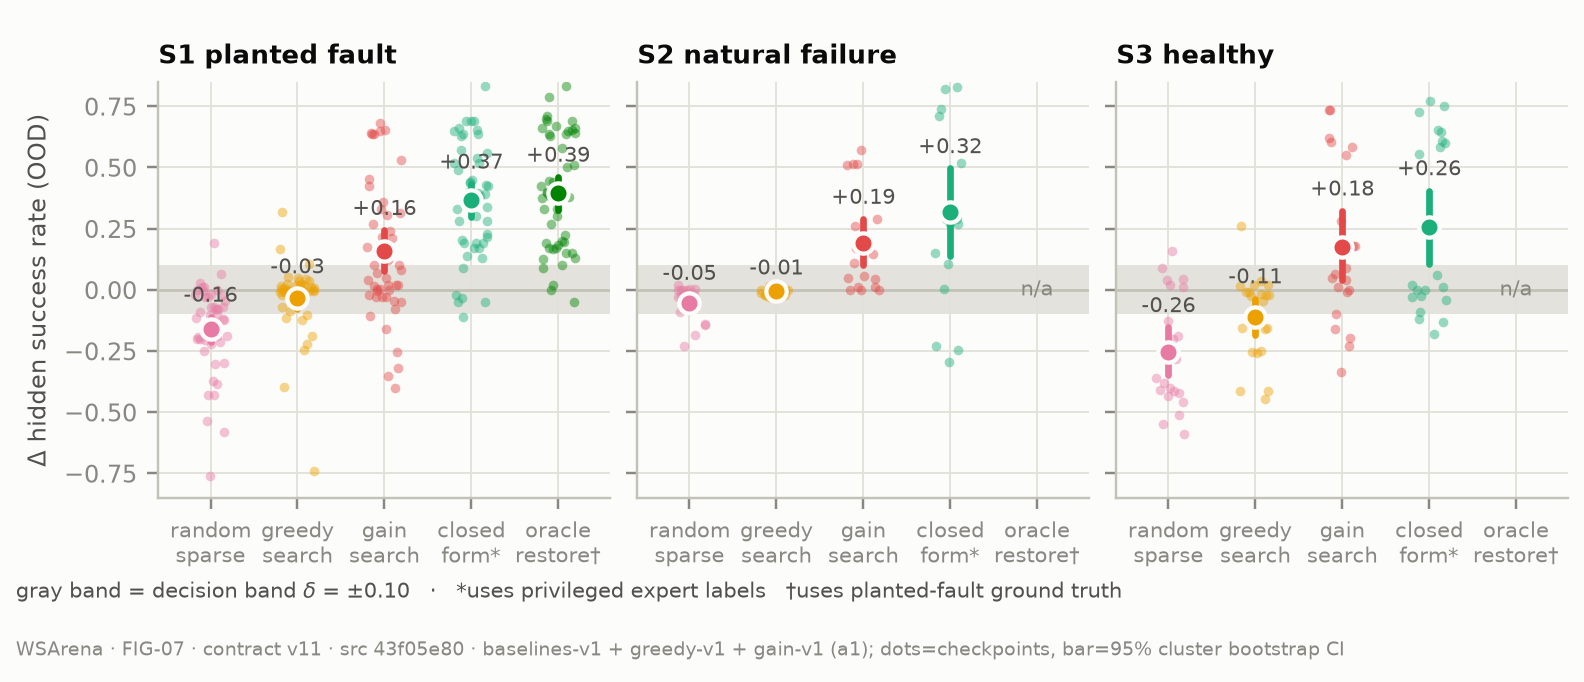 S1 planted fault
S2 natural failure
S3 healthy
Δ hidden success rate (OOD)
0.75
0.50
0.25
0.00
−0.25
−0.50
−0.75
-0.16
-0.03
+0.16
+0.37
+0.39
-0.05
-0.01
+0.19
+0.32
n/a
-0.26
-0.11
+0.18
+0.26
n/a
random sparse
greedy search
gain search
closed form*
oracle restore†
random sparse
greedy search
gain search
closed form*
oracle restore†
random sparse
greedy search
gain search
closed form*
oracle restore†
gray band = decision band δ = ±0.10 · *uses privileged expert labels †uses planted-fault ground truth
WSArena · FIG-07 · contract v11 · src 43f05e80 · baselines-v1 + greedy-v1 + gain-v1 (a1); dots=checkpoints, bar=95% cluster bootstrap CI